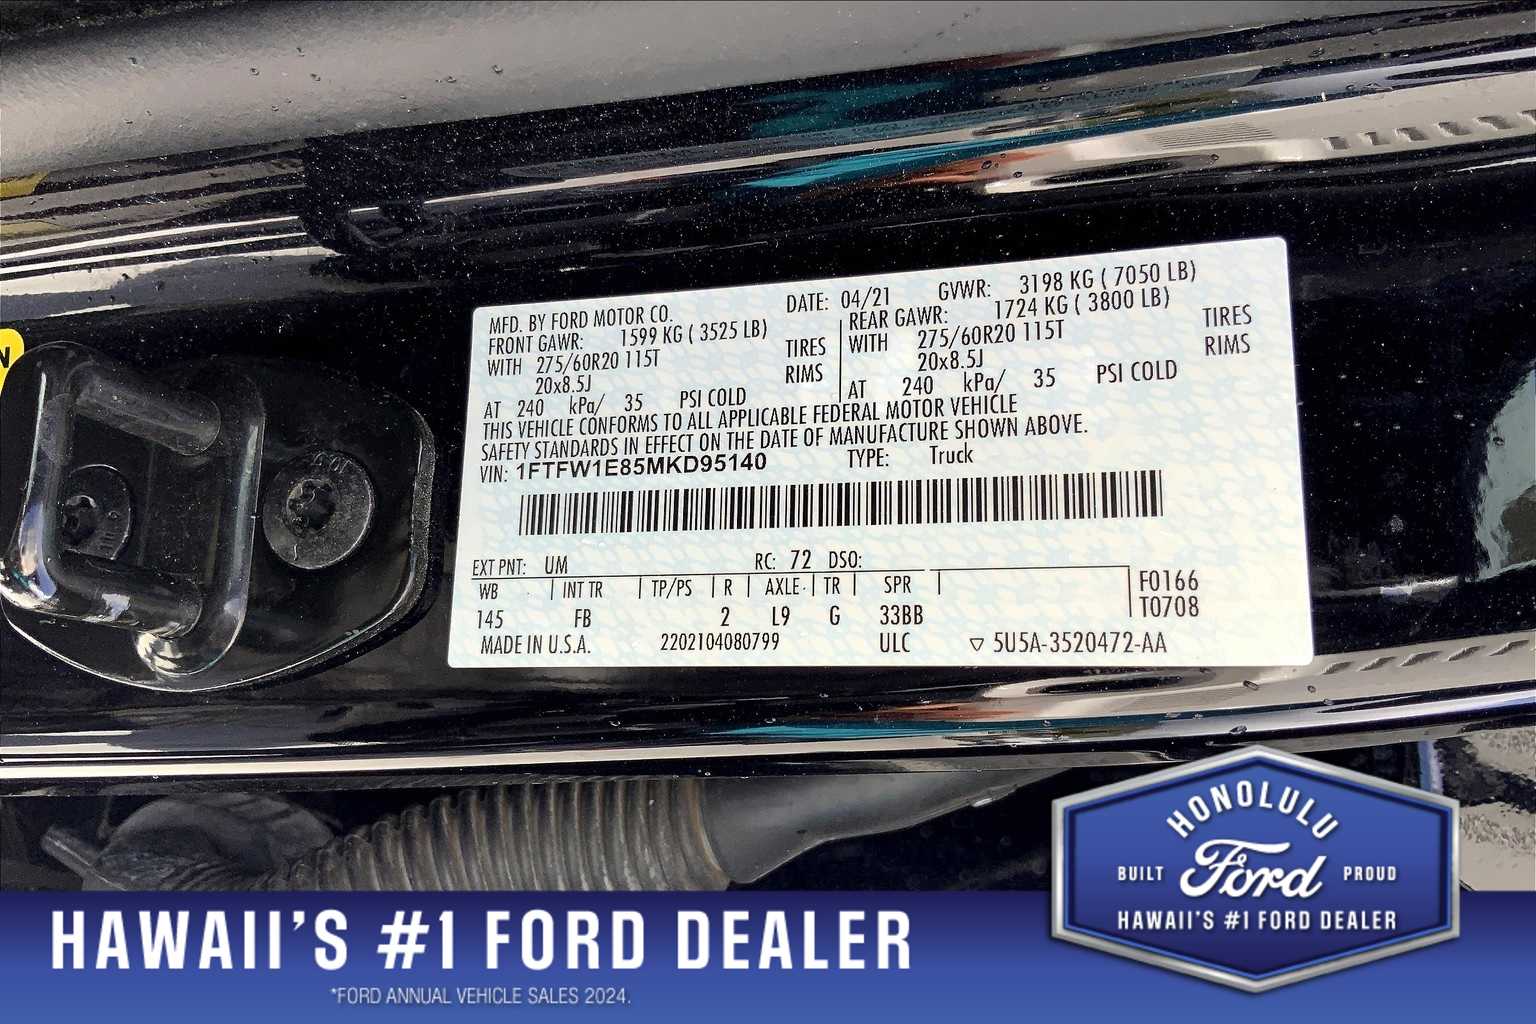 MFD. BY FORD MOTOR CO.
DATE: 04/21
GVWR: 3198 KG ( 7050 LB)
FRONT GAWR: 1599 KG ( 3525 LB)
WITH 275/60R20 115T TIRES
20x8.5J RIMS
AT 240 kPa/ 35 PSI COLD
REAR GAWR: 1724 KG ( 3800 LB)
WITH 275/60R20 115T TIRES
20x8.5J RIMS
AT 240 kPa/ 35 PSI COLD
THIS VEHICLE CONFORMS TO ALL APPLICABLE FEDERAL MOTOR VEHICLE
SAFETY STANDARDS IN EFFECT ON THE DATE OF MANUFACTURE SHOWN ABOVE.
VIN: 1FTFW1E85MKD95140 TYPE: Truck
EXT PNT: UM RC: 72 DSO:
WB INT TR TP/PS R AXLE TR SPR
145 FB 2 L9 G 33BB
F0166
T0708
MADE IN U.S.A. 2202104080799 ULC ▽ 5U5A-3520472-AA
HONOLULU
BUILT Ford PROUD
HAWAII'S #1 FORD DEALER
HAWAII'S #1 FORD DEALER
*FORD ANNUAL VEHICLE SALES 2024.